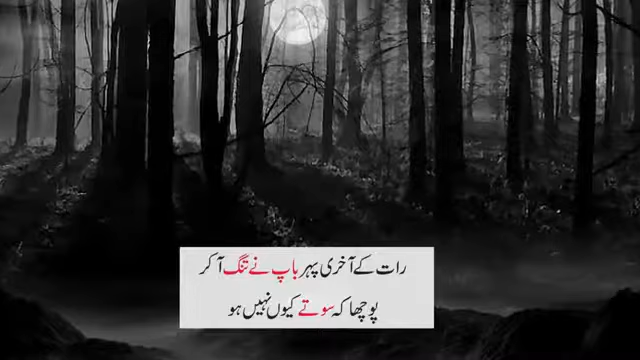 رات کے آخری پہر باپ نے تنگ آ کر
پوچھا کہ سوتے کیوں نہیں ہو